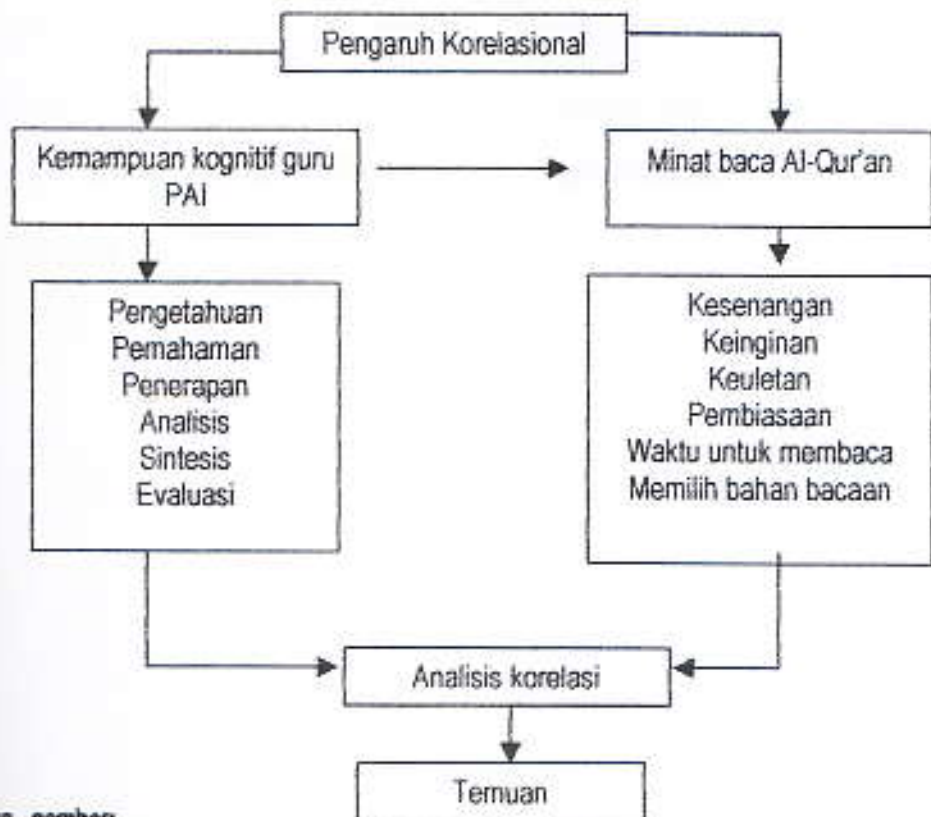 Pengaruh Korelasional
Kemampuan kognitif guru
PAI
Minat baca Al-Qur'an
Pengetahuan
Pemahaman
Penerapan
Analisis
Sintesis
Evaluasi
Kesenangan
Keinginan
Keuletan
Pembiasaan
Waktu untuk membaca
Memilih bahan bacaan
Analisis korelasi
Temuan